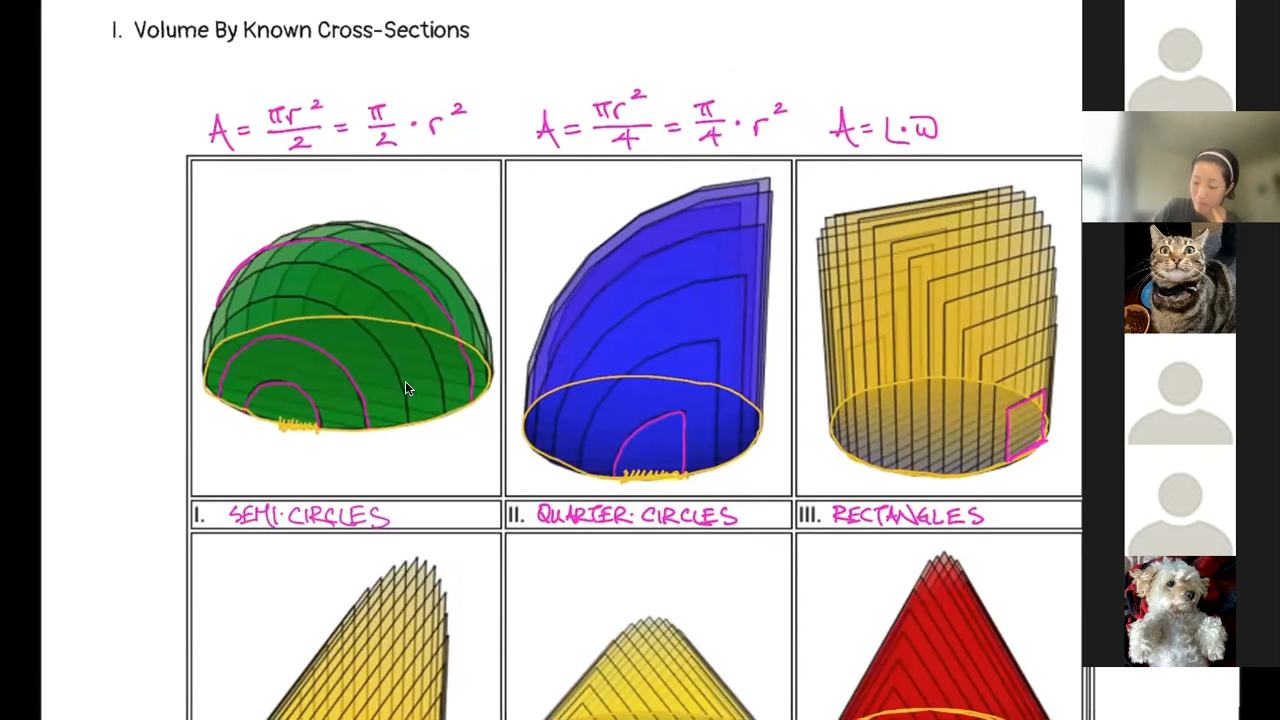 I. Volume By Known Cross-Sections
A = πr²/2 = π/2 · r²
A = πr²/4 = π/4 · r²
A = L·W
I. SEMI·CIRCLES
II. QUARTER·CIRCLES
III. RECTANGLES